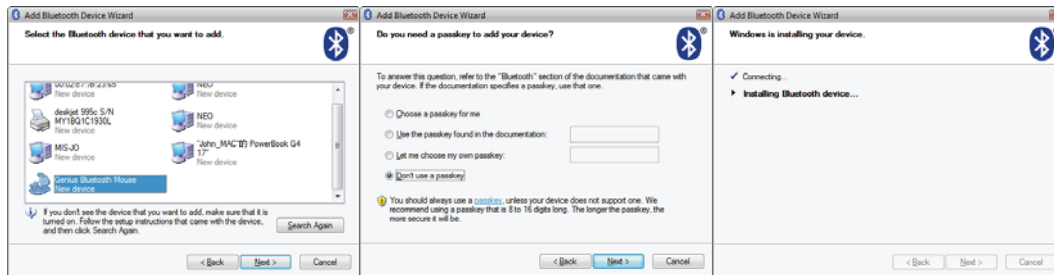 Add Bluetooth Device Wizard
Select the Bluetooth device that you want to add.
00:02:e7:76:23:65
New device
NEO
New device
deskjet 995c S/N
MY1BQ1C1930L
New device
NEO
New device
MIS-JO
New device
"John_MAC"的 PowerBook G4
17"
New device
Genius Bluetooth Mouse
New device
If you don't see the device that you want to add, make sure that it is
turned on. Follow the setup instructions that came with the device,
and then click Search Again.
Search Again
< Back
Next >
Cancel
Add Bluetooth Device Wizard
Do you need a passkey to add your device?
To answer this question, refer to the "Bluetooth" section of the documentation that came with
your device. If the documentation specifies a passkey, use that one.
Choose a passkey for me
Use the passkey found in the documentation:
Let me choose my own passkey:
Don't use a passkey
You should always use a passkey, unless your device does not support one. We
recommend using a passkey that is 8 to 16 digits long. The longer the passkey, the
more secure it will be.
< Back
Next >
Cancel
Add Bluetooth Device Wizard
Windows is installing your device.
Connecting...
Installing Bluetooth device...
< Back
Next >
Cancel